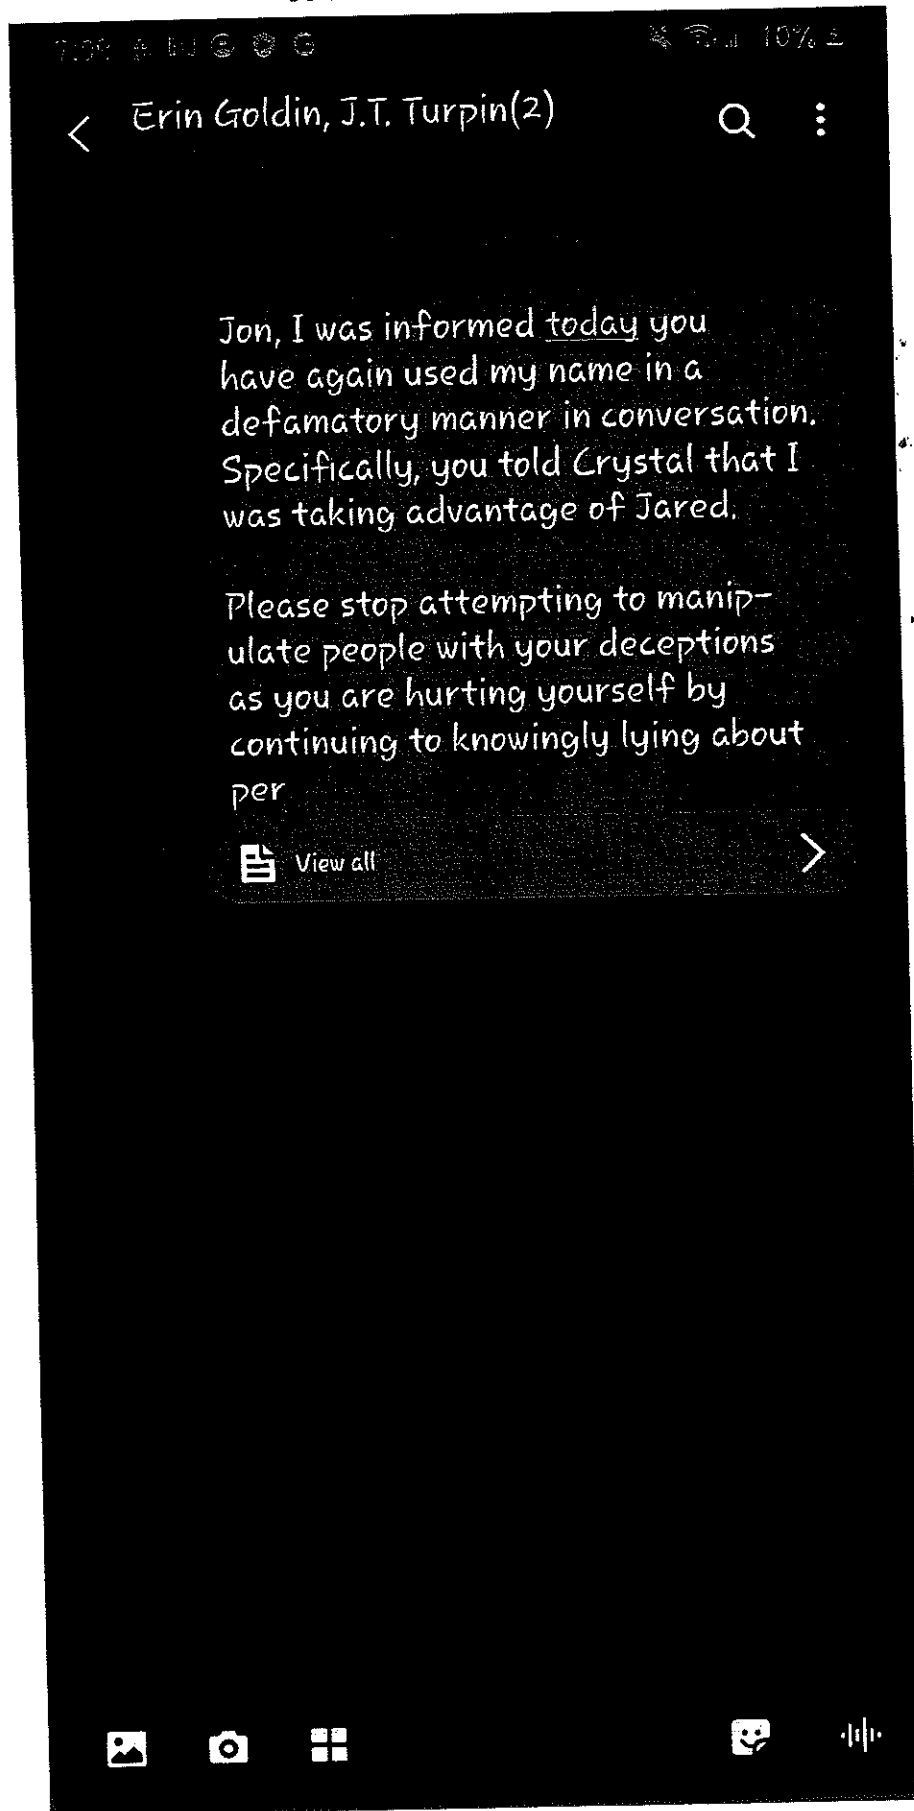 10%
Erin Goldin, J.T. Turpin(2)
Jon, I was informed today you
have again used my name in a
defamatory manner in conversation.
Specifically, you told Crystal that I
was taking advantage of Jared.
Please stop attempting to manip-
ulate people with your deceptions
as you are hurting yourself by
continuing to knowingly lying about
per
View all